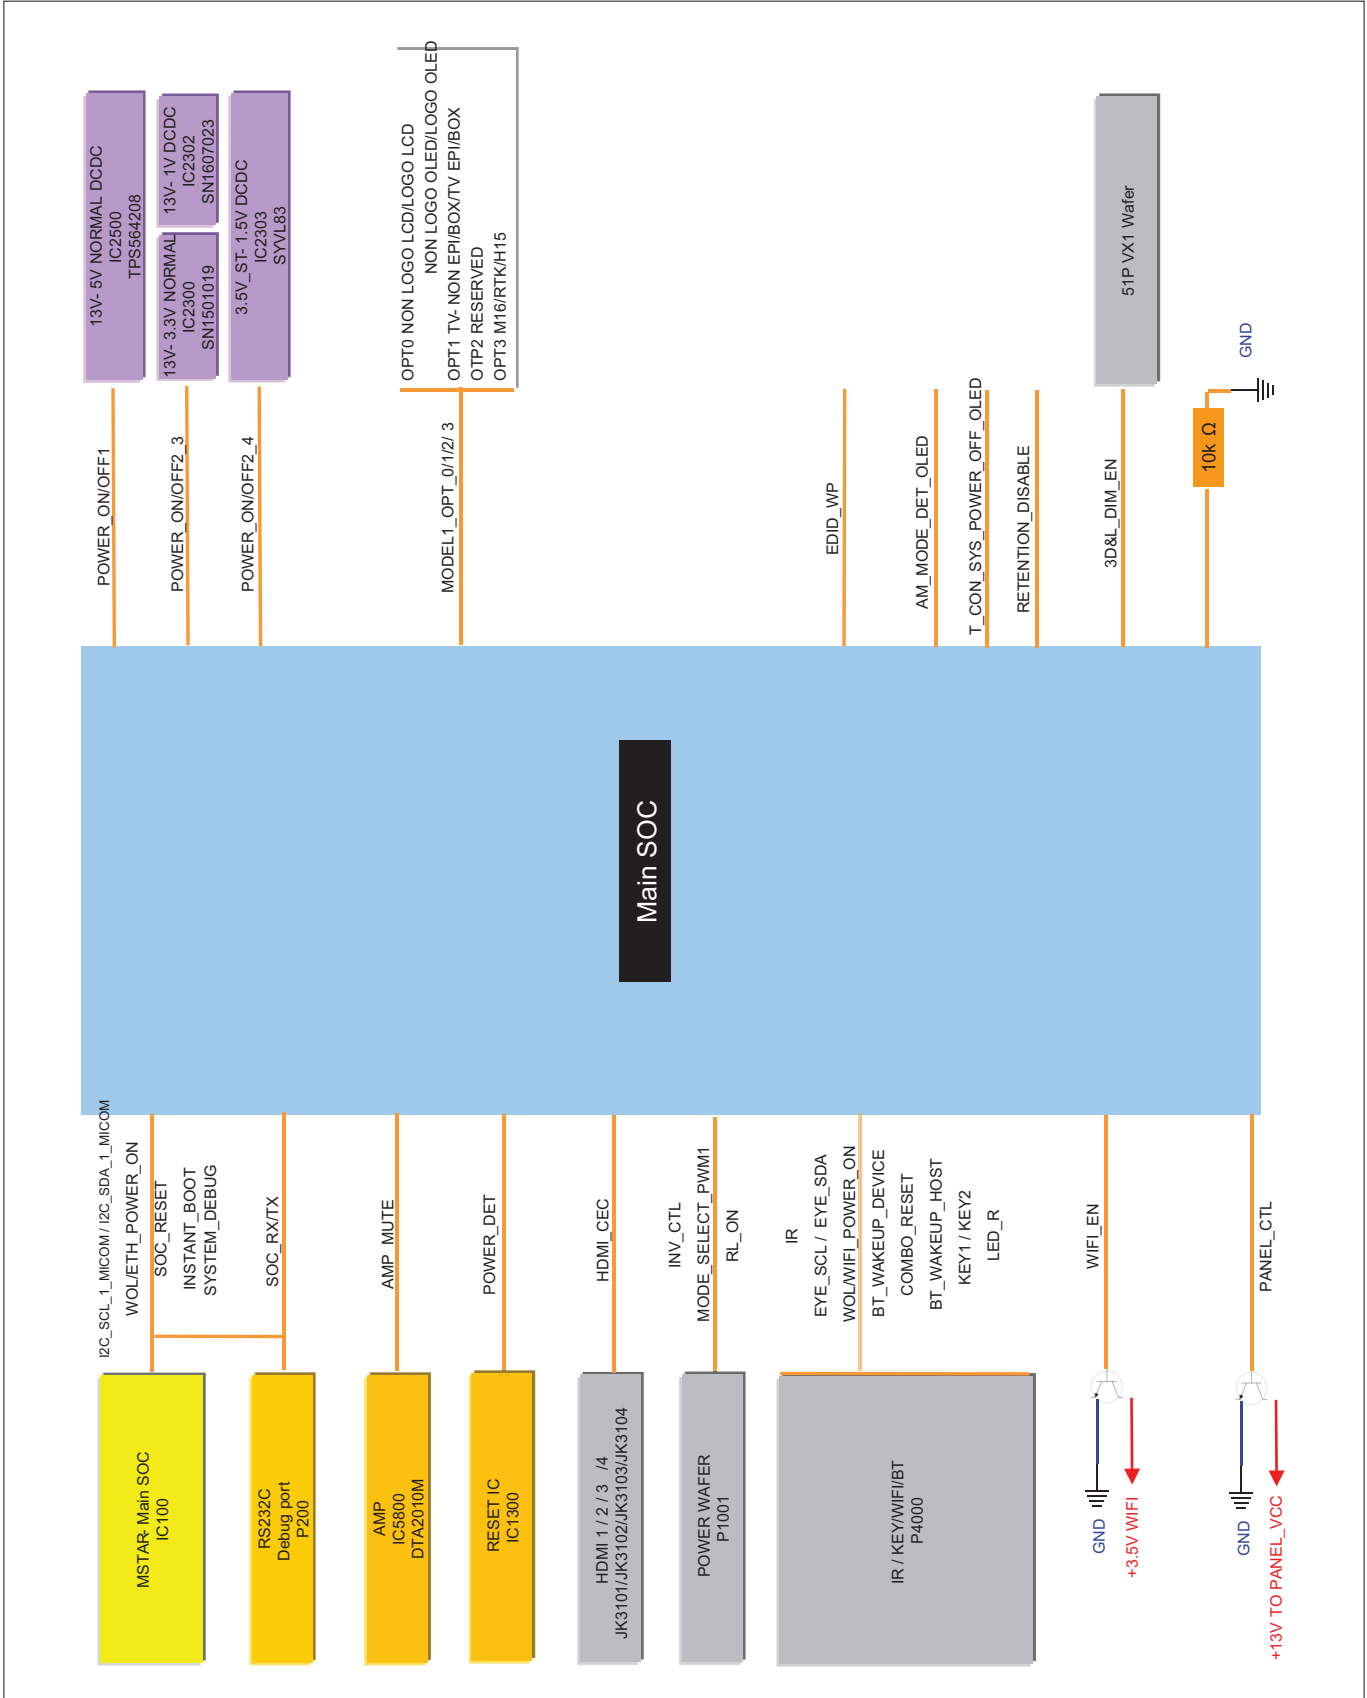 13V- 5V NORMAL DCDC
IC2500
TPS564208
13V- 3.3V NORMAL
IC2300
SN1501019
13V- 1V DCDC
IC2302
SN1607023
3.5V_ST- 1.5V DCDC
IC2303
SYVL83
OPT0 NON LOGO LCD/LOGO LCD
NON LOGO OLED/LOGO OLED
OPT1 TV- NON EPI/BOX/TV EPI/BOX
OTP2 RESERVED
OPT3 M16/RTK/H15
51P VX1 Wafer
GND
10k Ω
POWER_ON/OFF1
POWER_ON/OFF2_3
POWER_ON/OFF2_4
MODEL1_OPT_0/1/2/ 3
EDID_WP
AM_MODE_DET_OLED
T_CON_SYS_POWER_OFF_OLED
RETENTION_DISABLE
3D&L_DIM_EN
Main SOC
I2C_SCL_1_MICOM / I2C_SDA_1_MICOM
WOL/ETH_POWER_ON
SOC_RESET
INSTANT_BOOT
SYSTEM_DEBUG
SOC_RX/TX
AMP_MUTE
POWER_DET
HDMI_CEC
INV_CTL
MODE_SELECT_PWM1
RL_ON
IR
EYE_SCL / EYE_SDA
WOL/WIFI_POWER_ON
BT_WAKEUP_DEVICE
COMBO_RESET
BT_WAKEUP_HOST
KEY1 / KEY2
LED_R
WIFI_EN
PANEL_CTL
MSTAR- Main SOC
IC100
RS232C
Debug port
P200
AMP
IC5800
DTA2010M
RESET IC
IC1300
HDMI 1 / 2 / 3 /4
JK3101/JK3102/JK3103/JK3104
POWER WAFER
P1001
IR / KEY/WIFI/BT
P4000
GND
+3.5V WIFI
GND
+13V TO PANEL_VCC